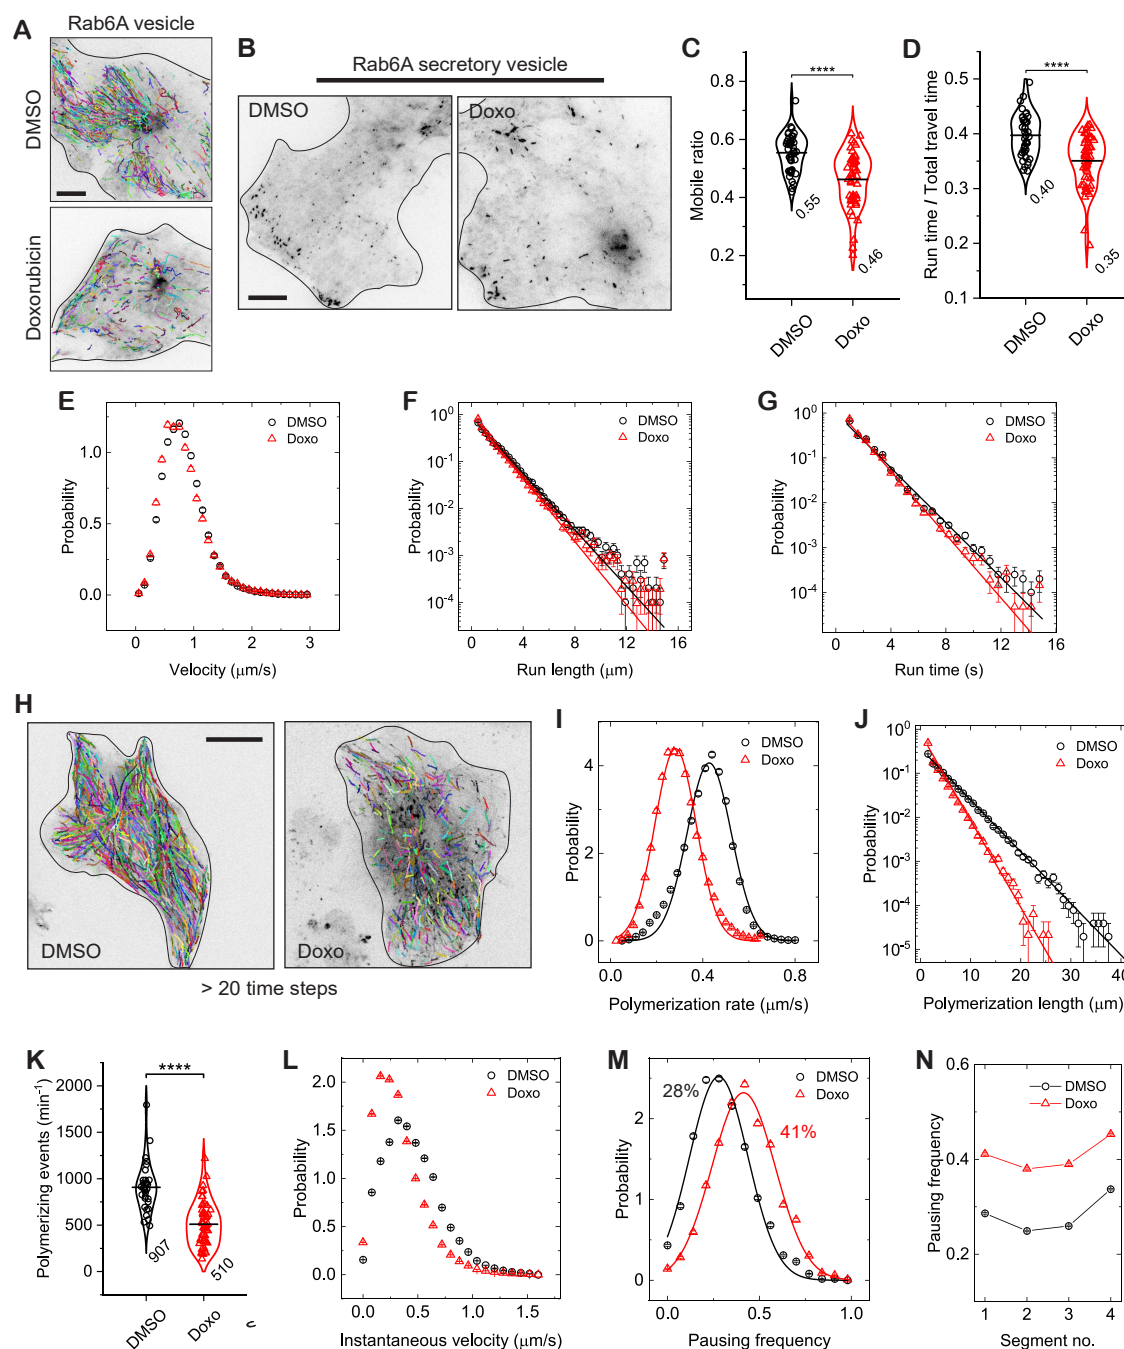 A
Rab6A vesicle
DMSO
Doxorubicin
B
Rab6A secretory vesicle
DMSO
Doxo
C
****
Mobile ratio
0.8
0.6
0.4
0.2
0.55
0.46
DMSO
Doxo
D
****
Run time / Total travel time
0.5
0.4
0.3
0.2
0.1
0.40
0.35
DMSO
Doxo
E
DMSO
Doxo
Probability
1.0
0.5
0.0
0 1 2 3
Velocity (μm/s)
F
DMSO
Doxo
Probability
10⁰
10⁻¹
10⁻²
10⁻³
10⁻⁴
0 4 8 12 16
Run length (μm)
G
DMSO
Doxo
Probability
10⁰
10⁻¹
10⁻²
10⁻³
10⁻⁴
0 4 8 12 16
Run time (s)
H
DMSO
Doxo
> 20 time steps
I
DMSO
Doxo
Probability
4
2
0
0.0 0.4 0.8
Polymerization rate (μm/s)
J
DMSO
Doxo
Probability
10⁰
10⁻¹
10⁻²
10⁻³
10⁻⁴
10⁻⁵
0 10 20 30 40
Polymerization length (μm)
K
****
Polymerizing events (min⁻¹)
2000
1500
1000
500
0
907
510
DMSO
Doxo
L
DMSO
Doxo
Probability
2.0
1.5
1.0
0.5
0.0
0.0 0.5 1.0 1.5
Instantaneous velocity (μm/s)
M
DMSO
Doxo
28%
41%
Probability
2
1
0
0.0 0.5 1.0
Pausing frequency
N
DMSO
Doxo
Pausing frequency
0.6
0.4
0.2
1 2 3 4
Segment no.